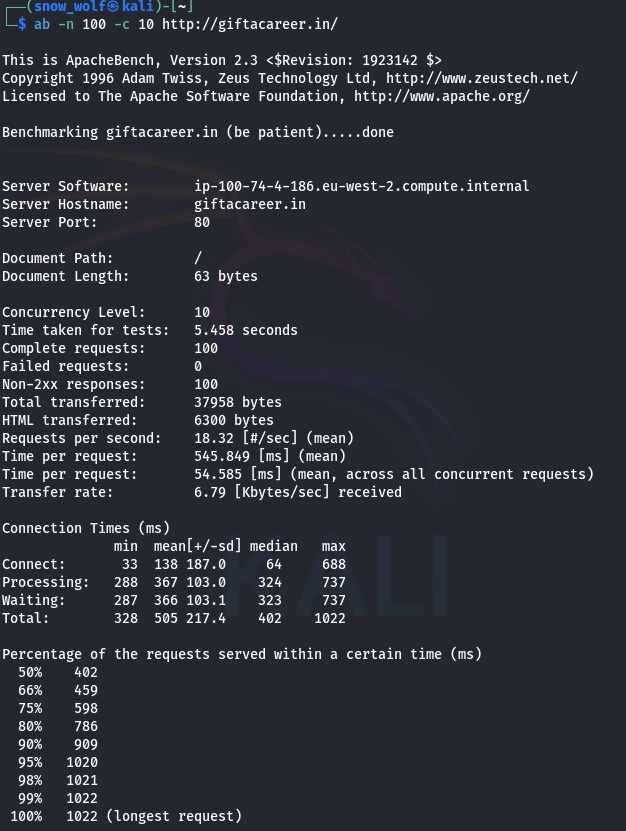 ┌──(snow_wolf㉿kali)-[~]
└─$ ab -n 100 -c 10 http://giftacareer.in/
This is ApacheBench, Version 2.3 <$Revision: 1923142 $>
Copyright 1996 Adam Twiss, Zeus Technology Ltd, http://www.zeustech.net/
Licensed to The Apache Software Foundation, http://www.apache.org/
Benchmarking giftacareer.in (be patient).....done
Server Software:        ip-100-74-4-186.eu-west-2.compute.internal
Server Hostname:        giftacareer.in
Server Port:            80
Document Path:          /
Document Length:        63 bytes
Concurrency Level:      10
Time taken for tests:   5.458 seconds
Complete requests:      100
Failed requests:        0
Non-2xx responses:      100
Total transferred:      37958 bytes
HTML transferred:       6300 bytes
Requests per second:    18.32 [#/sec] (mean)
Time per request:       545.849 [ms] (mean)
Time per request:       54.585 [ms] (mean, across all concurrent requests)
Transfer rate:          6.79 [Kbytes/sec] received
Connection Times (ms)
              min  mean[+/-sd] median   max
Connect:       33  138 187.0     64     688
Processing:   288  367 103.0    324     737
Waiting:      287  366 103.1    323     737
Total:        328  505 217.4    402    1022
Percentage of the requests served within a certain time (ms)
  50%    402
  66%    459
  75%    598
  80%    786
  90%    909
  95%   1020
  98%   1021
  99%   1022
 100%   1022 (longest request)
KALI